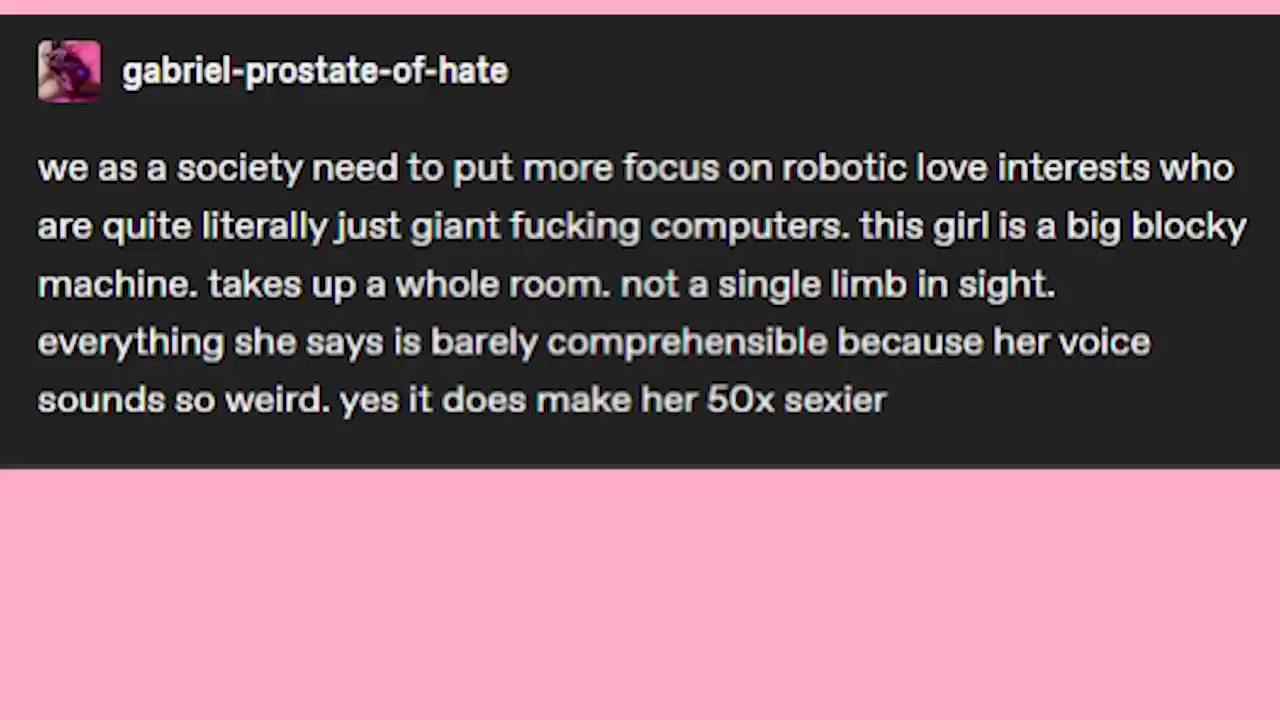 gabriel-prostate-of-hate
we as a society need to put more focus on robotic love interests who
are quite literally just giant fucking computers. this girl is a big blocky
machine. takes up a whole room. not a single limb in sight.
everything she says is barely comprehensible because her voice
sounds so weird. yes it does make her 50x sexier